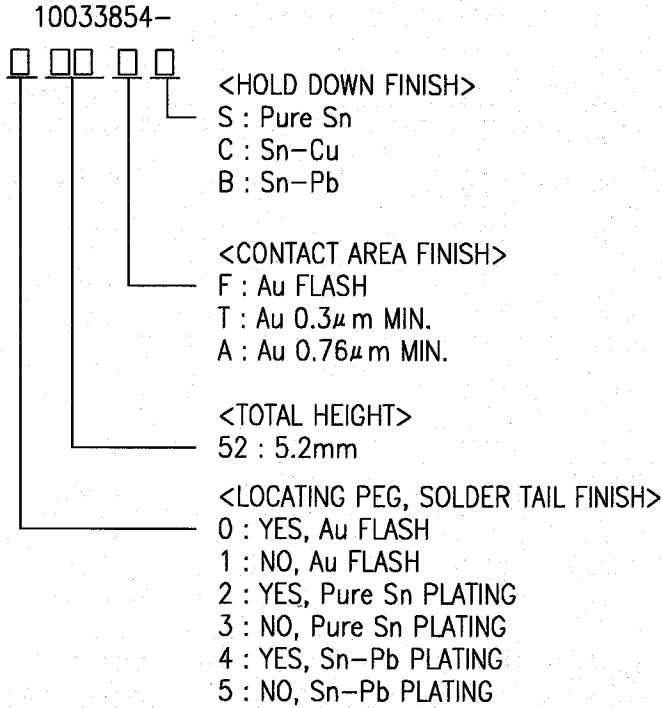 10033854-
<HOLD DOWN FINISH>
S : Pure Sn
C : Sn-Cu
B : Sn-Pb
<CONTACT AREA FINISH>
F : Au FLASH
T : Au 0.3μm MIN.
A : Au 0.76μm MIN.
<TOTAL HEIGHT>
52 : 5.2mm
<LOCATING PEG, SOLDER TAIL FINISH>
0 : YES, Au FLASH
1 : NO, Au FLASH
2 : YES, Pure Sn PLATING
3 : NO, Pure Sn PLATING
4 : YES, Sn-Pb PLATING
5 : NO, Sn-Pb PLATING